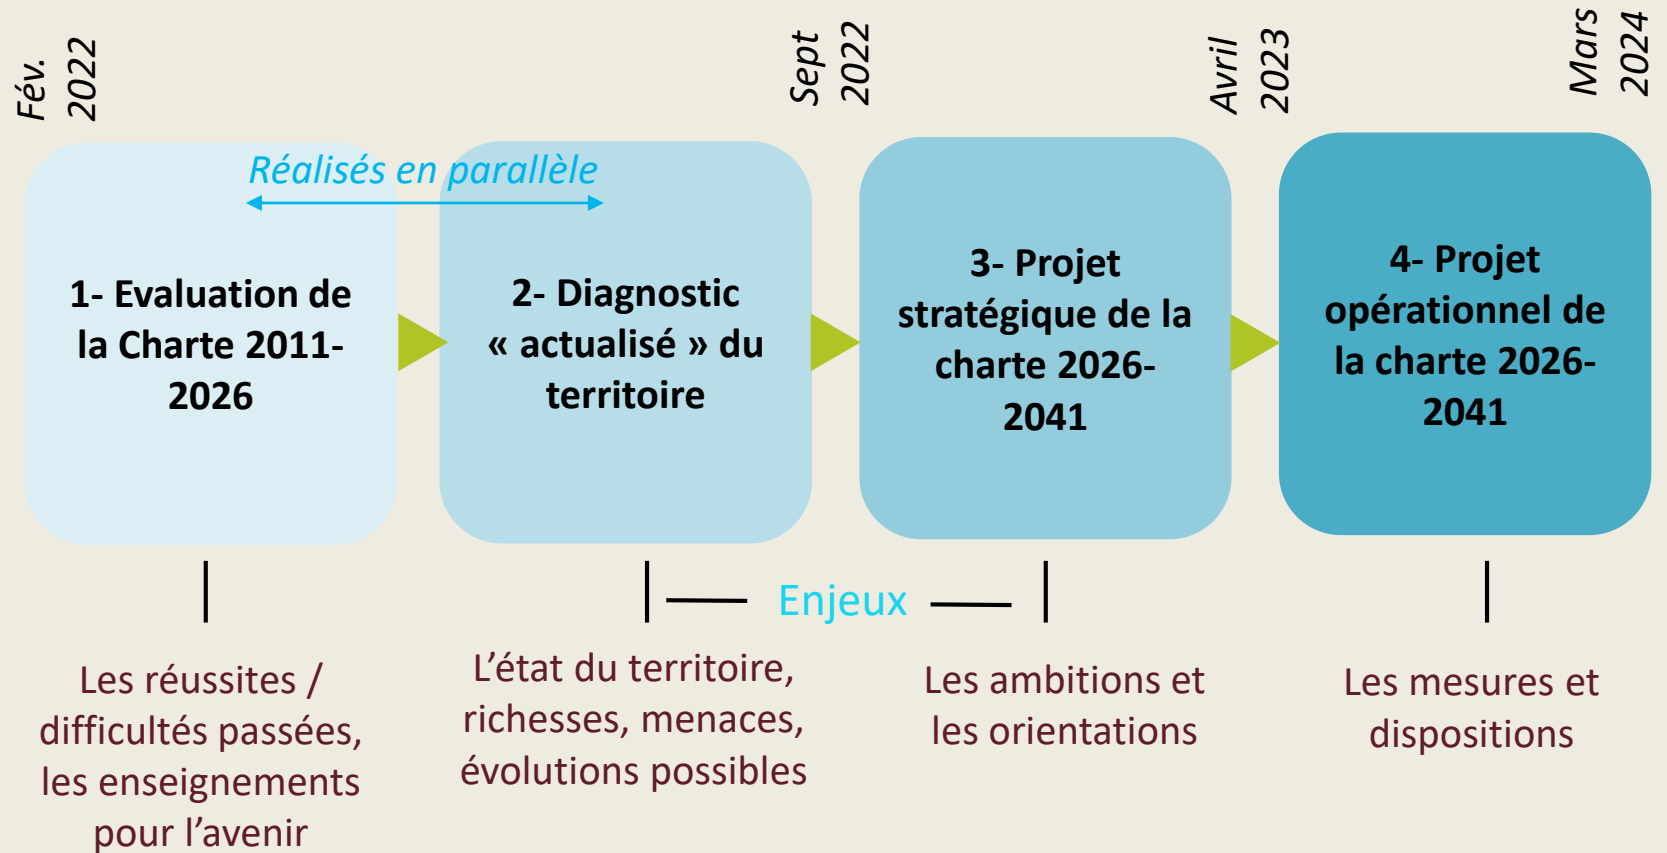 Fév.
2022
Sept
2022
Avril
2023
Mars
2024
Réalisés en parallèle
1- Evaluation de
la Charte 2011-
2026
2- Diagnostic
« actualisé » du
territoire
3- Projet
stratégique de la
charte 2026-
2041
4- Projet
opérationnel de
la charte 2026-
2041
Enjeux
Les réussites /
difficultés passées,
les enseignements
pour l’avenir
L’état du territoire,
richesses, menaces,
évolutions possibles
Les ambitions et
les orientations
Les mesures et
dispositions